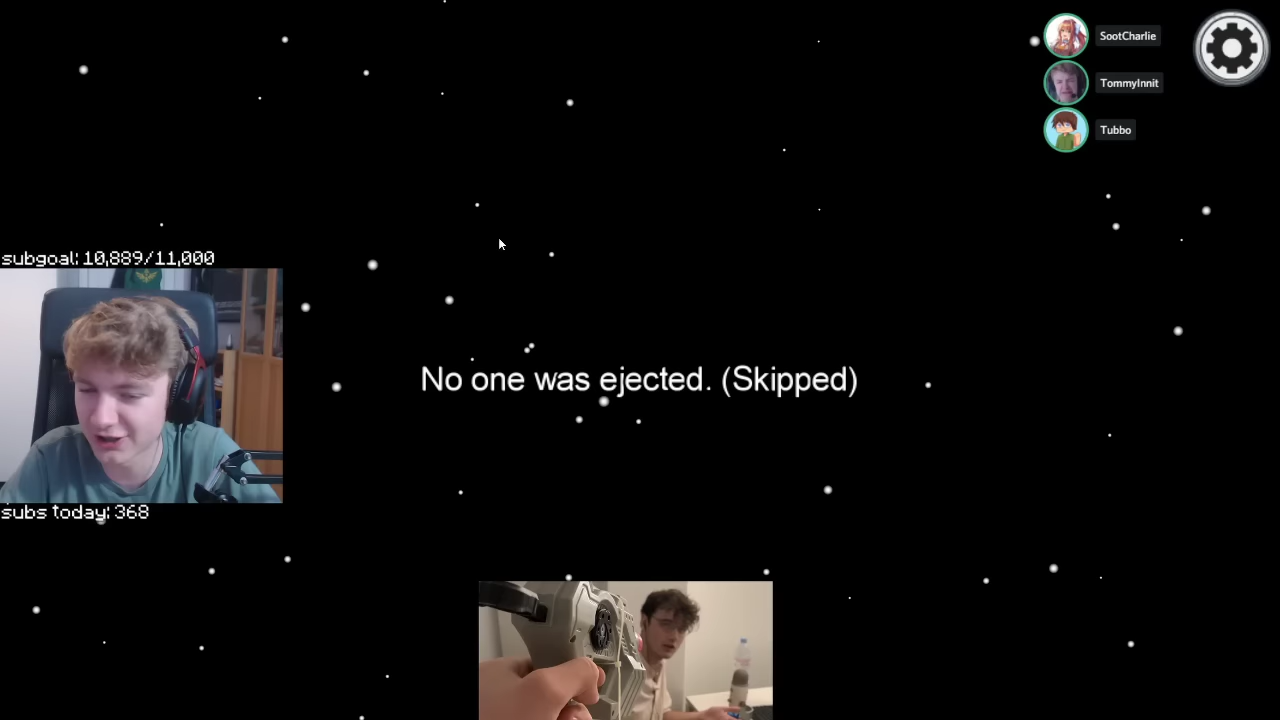 SootCharlie
TommyInnit
Tubbo
subgoal: 10,889/11,000
No one was ejected. (Skipped)
subs today: 368